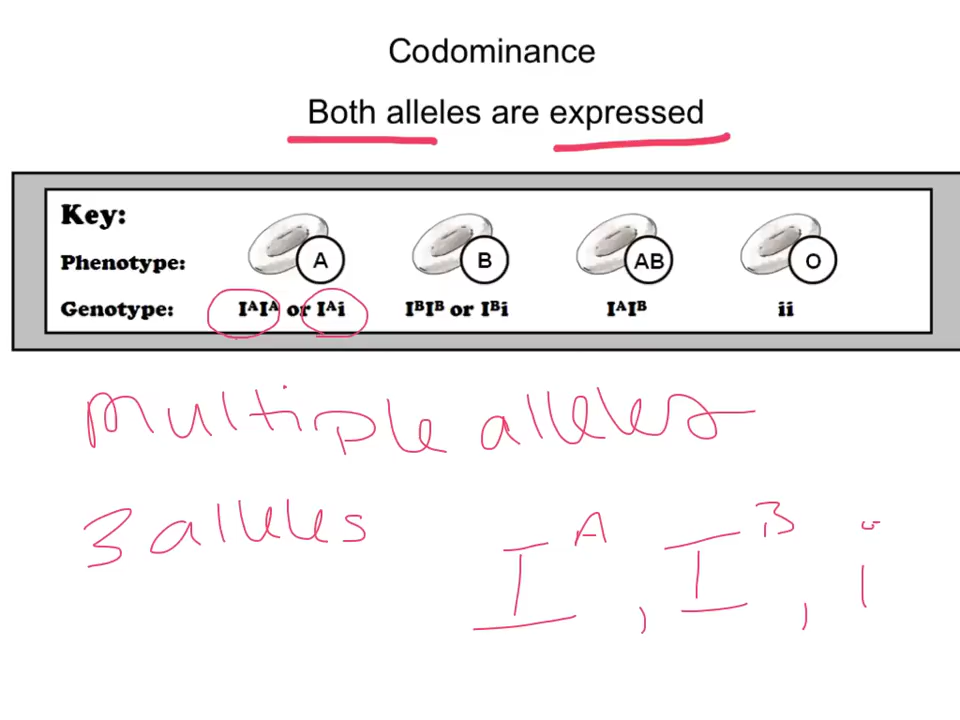 Codominance
Both alleles are expressed
Key:
Phenotype: A B AB O
Genotype: IᴬIᴬ or Iᴬi IᴮIᴮ or Iᴮi IᴬIᴮ ii
Multiple alleles
3 alleles Iᴬ, Iᴮ, i